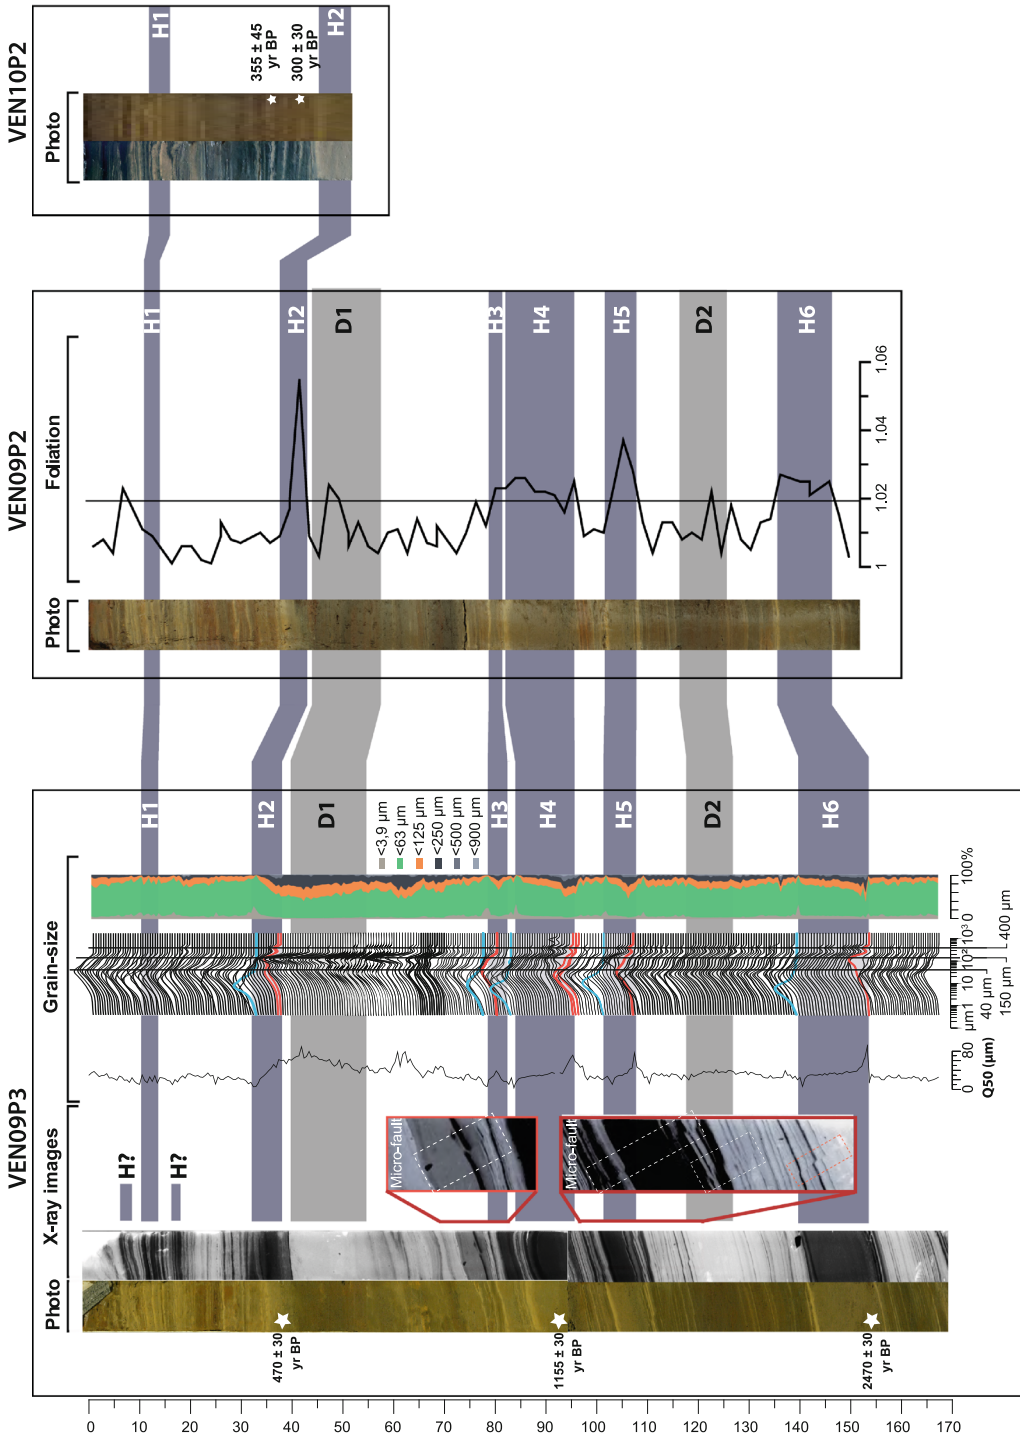 VEN10P2
Photo
H1
355 ± 45
yr BP
300 ± 30
yr BP
H2
VEN09P2
Photo
Foliation
H1
H2
D1
H3
H4
H5
D2
H6
1
1.02
1.04
1.06
VEN09P3
Photo
X-ray images
Grain-size
H?
H?
H1
H2
D1
H3
H4
H5
D2
H6
<3,9 µm
<63 µm
<125 µm
<250 µm
<500 µm
<900 µm
Micro-fault
Micro-fault
0 80
Q50 (µm)
µm1 10 10² 10³
40 µm
150 µm
400 µm
0 100%
470 ± 30
yr BP
1155 ± 30
yr BP
2470 ± 30
yr BP
0 10 20 30 40 50 60 70 80 90 100 110 120 130 140 150 160 170